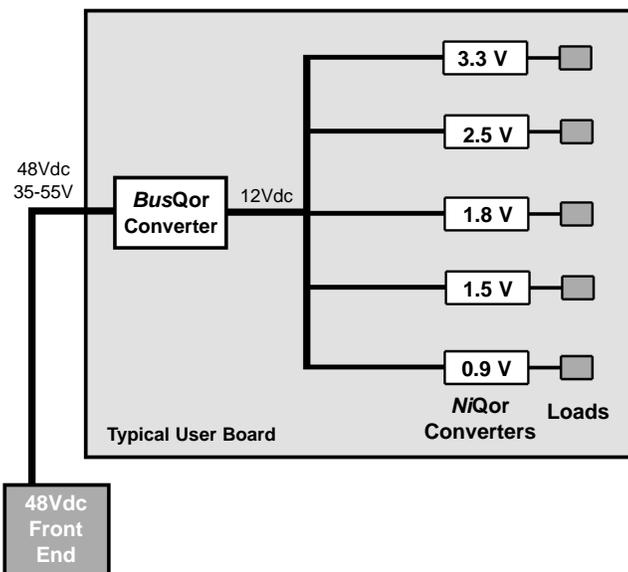 3.3 V
2.5 V
48Vdc
35-55V
BusQor
Converter
12Vdc
1.8 V
1.5 V
0.9 V
NiQor
Converters
Loads
Typical User Board
48Vdc
Front
End